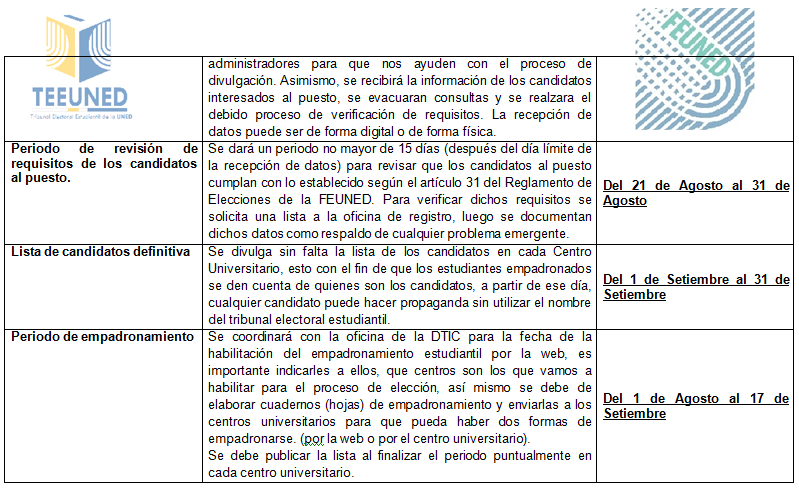 TEEUNED
Tribunal Electoral Estudiantil de la UNED
FEUNED
administradores para que nos ayuden con el proceso de
divulgación. Asimismo, se recibirá la información de los candidatos
interesados al puesto, se evacuaran consultas y se realzara el
debido proceso de verificación de requisitos. La recepción de
datos puede ser de forma digital o de forma física.
Periodo de revisión de
requisitos de los candidatos
al puesto.
Se dará un periodo no mayor de 15 días (después del día límite de
la recepción de datos) para revisar que los candidatos al puesto
cumplan con lo establecido según el artículo 31 del Reglamento de
Elecciones de la FEUNED. Para verificar dichos requisitos se
solicita una lista a la oficina de registro, luego se documentan
dichos datos como respaldo de cualquier problema emergente.
Del 21 de Agosto al 31 de
Agosto
Lista de candidatos definitiva
Se divulga sin falta la lista de los candidatos en cada Centro
Universitario, esto con el fin de que los estudiantes empadronados
se den cuenta de quienes son los candidatos, a partir de ese día,
cualquier candidato puede hacer propaganda sin utilizar el nombre
del tribunal electoral estudiantil.
Del 1 de Setiembre al 31 de
Setiembre
Periodo de empadronamiento
Se coordinará con la oficina de la DTIC para la fecha de la
habilitación del empadronamiento estudiantil por la web, es
importante indicarles a ellos, que centros son los que vamos a
habilitar para el proceso de elección, así mismo se debe de
elaborar cuadernos (hojas) de empadronamiento y enviarlas a los
centros universitarios para que pueda haber dos formas de
empadronarse. (por la web o por el centro universitario).
Se debe publicar la lista al finalizar el periodo puntualmente en
cada centro universitario.
Del 1 de Agosto al 17 de
Setiembre